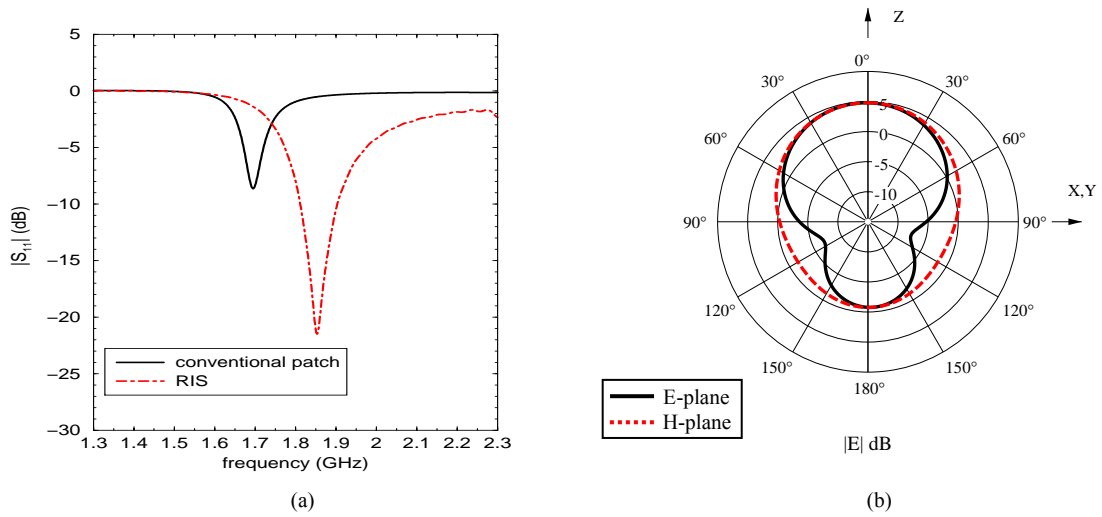 5
0
−5
−10
−15
−20
−25
−30
|S11| (dB)
1.3 1.4 1.5 1.6 1.7 1.8 1.9 2 2.1 2.2 2.3
frequency (GHz)
conventional patch
RIS
(a)
Z
0°
30° 30°
60° 60°
90° 90°
120° 120°
150° 150°
180°
5
0
-5
-10
X,Y
E-plane
H-plane
|E| dB
(b)